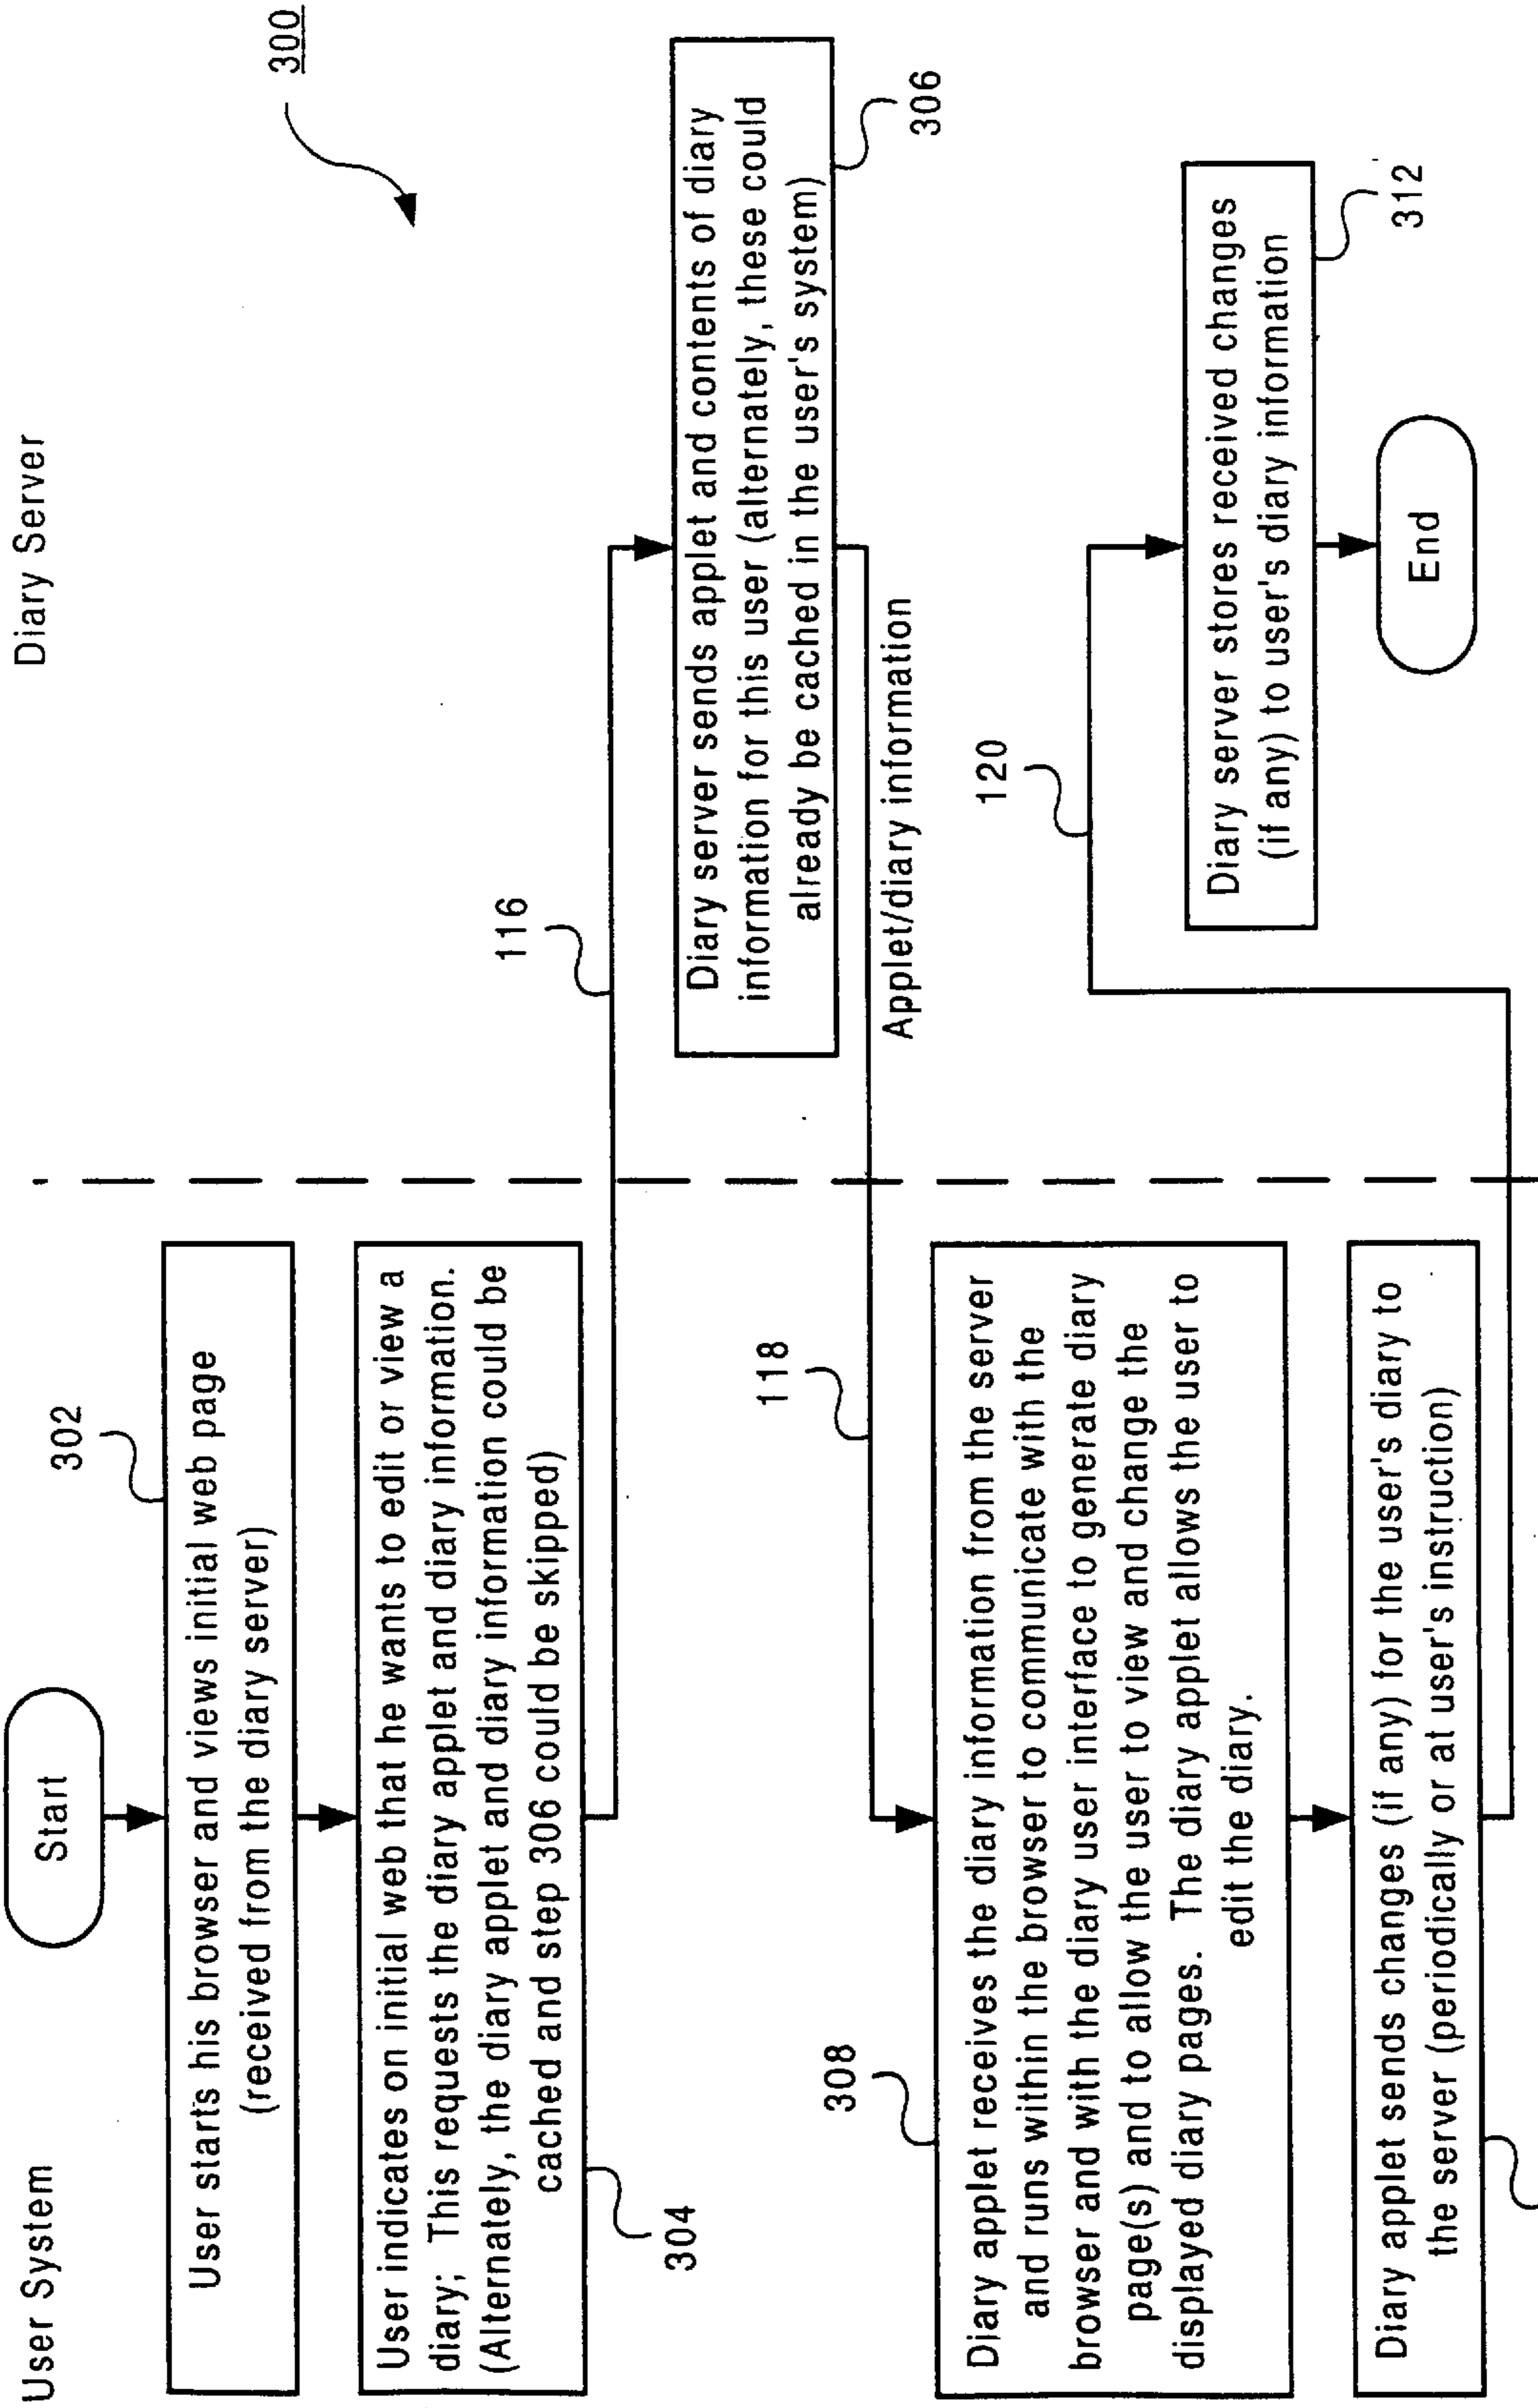 User System
Diary Server
300
Start
302
User starts his browser and views initial web page
(received from the diary server)
User indicates on initial web that he wants to edit or view a
diary; This requests the diary applet and diary information.
(Alternately, the diary applet and diary information could be
cached and step 306 could be skipped)
304
116
Diary server sends applet and contents of diary
information for this user (alternately, these could
already be cached in the user's system)
306
Applet/diary information
118
308
Diary applet receives the diary information from the server
and runs within the browser to communicate with the
browser and with the diary user interface to generate diary
page(s) and to allow the user to view and change the
displayed diary pages. The diary applet allows the user to
edit the diary.
Diary applet sends changes (if any) for the user's diary to
the server (periodically or at user's instruction)
120
Diary server stores received changes
(if any) to user's diary information
312
End